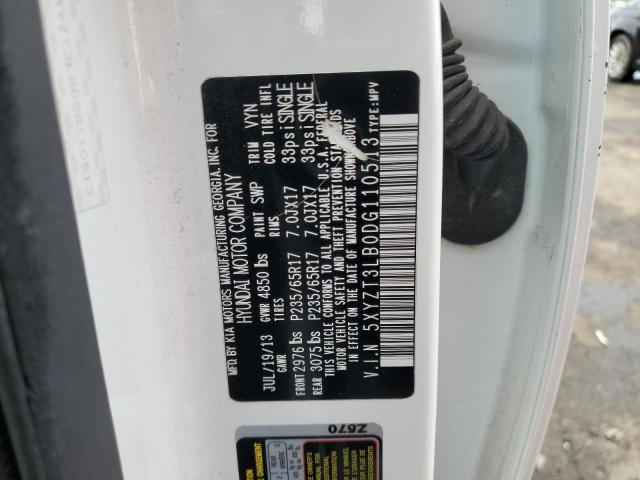 MFD. BY KIA MOTORS MANUFACTURING GEORGIA, INC. FOR
HYUNDAI MOTOR COMPANY
JUL/19/13 PAINT SWP TRIM VYN
GVWR 4850 lbs
GAWR TIRES RIMS COLD TIRE INFL
FRONT 2976 lbs P235/65R17 7.0JX17 33psi SINGLE
REAR 3075 lbs P235/65R17 7.0JX17 33psi SINGLE
THIS VEHICLE CONFORMS TO ALL APPLICABLE U.S.A. FEDERAL
MOTOR VEHICLE THEFT PREVENTION AND SAFETY STANDARDS
IN EFFECT ON THE DATE OF MANUFACTURE SHOWN ABOVE
V.I.N 5XYZT3LB0DG1105 3 TYPE:MPV
Z670